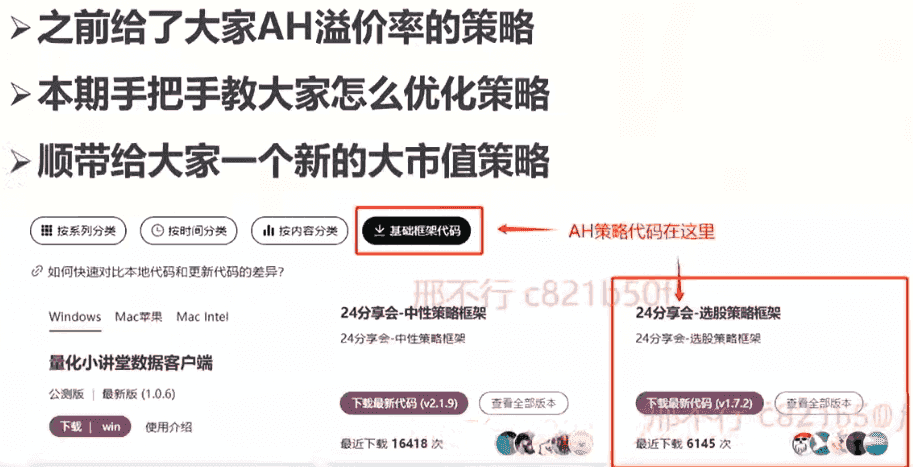 ➢之前给了大家AH溢价率的策略
➢本期手把手教大家怎么优化策略
➢顺带给大家一个新的大市值策略
按系列分类 按时间分类 按内容分类 基础框架代码 AH策略代码在这里
如何快速对比本地代码和更新代码的差异?
邢不行 c821b50f
Windows Mac苹果 Mac Intel
量化小讲堂数据客户端
公测版 | 最新版 (1.0.6)
下载 | win 使用介绍
24分享会-中性策略框架
24分享会-中性策略框架
下载最新代码 (v2.1.9) 查看全部版本
最近下载 16418 次
24分享会-选股策略框架
24分享会-选股策略框架
下载最新代码 (v1.7.2) 查看全部版本
最近下载 6145 次
邢不行 c821b50f